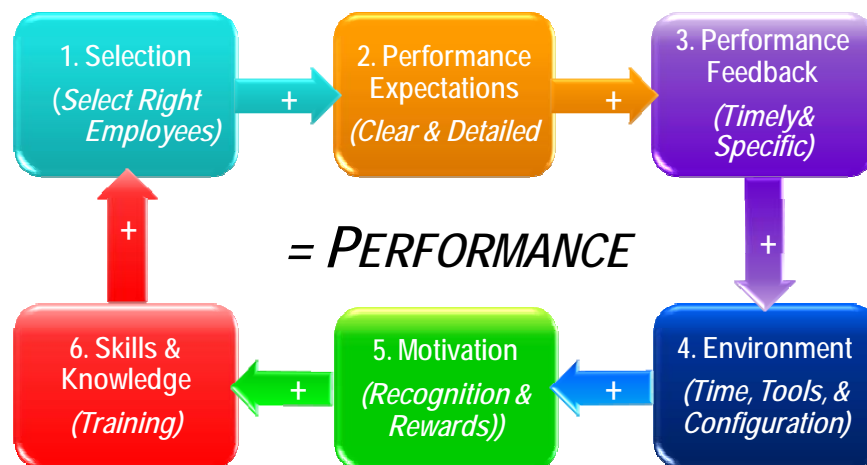 1. Selection
(Select Right
Employees)
+
2. Performance
Expectations
(Clear & Detailed
+
3. Performance
Feedback
(Timely&
Specific)
+
= PERFORMANCE
+
6. Skills &
Knowledge
(Training)
+
5. Motivation
(Recognition &
Rewards))
+
4. Environment
(Time, Tools, &
Configuration)